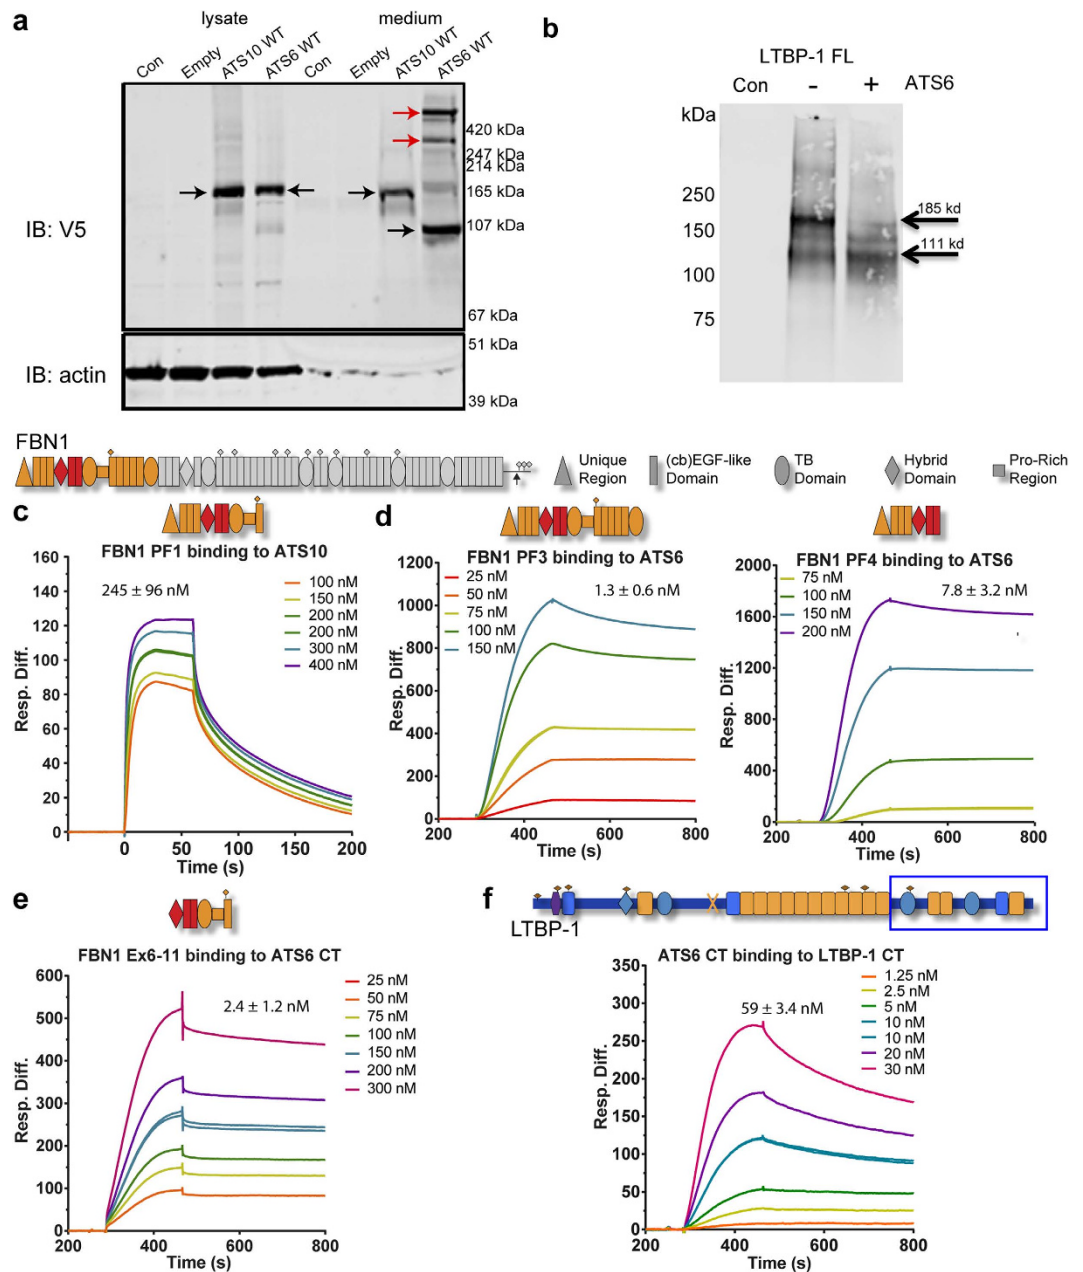 a
lysate
medium
Con
Empty
ATS10 WT
ATS6 WT
Con
Empty
ATS10 WT
ATS6 WT
420 kDa
247 kDa
214 kDa
165 kDa
107 kDa
67 kDa
IB: V5
51 kDa
39 kDa
IB: actin
b
LTBP-1 FL
Con
-
+
ATS6
kDa
250
150
100
75
185 kd
111 kd
FBN1
Unique
Region
(cb)EGF-like
Domain
TB
Domain
Hybrid
Domain
Pro-Rich
Region
c
FBN1 PF1 binding to ATS10
245 ± 96 nM
100 nM
150 nM
200 nM
200 nM
300 nM
400 nM
Resp. Diff.
160
140
120
100
80
60
40
20
0
0 50 100 150 200
Time (s)
d
FBN1 PF3 binding to ATS6
1.3 ± 0.6 nM
25 nM
50 nM
75 nM
100 nM
150 nM
Resp. Diff.
1000
800
600
400
200
0
200 400 600 800
Time (s)
FBN1 PF4 binding to ATS6
7.8 ± 3.2 nM
75 nM
100 nM
150 nM
200 nM
Resp. Diff.
2000
1600
1200
800
400
0
200 400 600 800
Time (s)
e
FBN1 Ex6-11 binding to ATS6 CT
2.4 ± 1.2 nM
25 nM
50 nM
75 nM
100 nM
150 nM
200 nM
300 nM
Resp. Diff.
600
500
400
300
200
100
0
200 400 600 800
Time (s)
f
LTBP-1
ATS6 CT binding to LTBP-1 CT
59 ± 3.4 nM
1.25 nM
2.5 nM
5 nM
10 nM
10 nM
20 nM
30 nM
Resp. Diff.
350
300
250
200
150
100
50
0
200 400 600 800
Time (s)